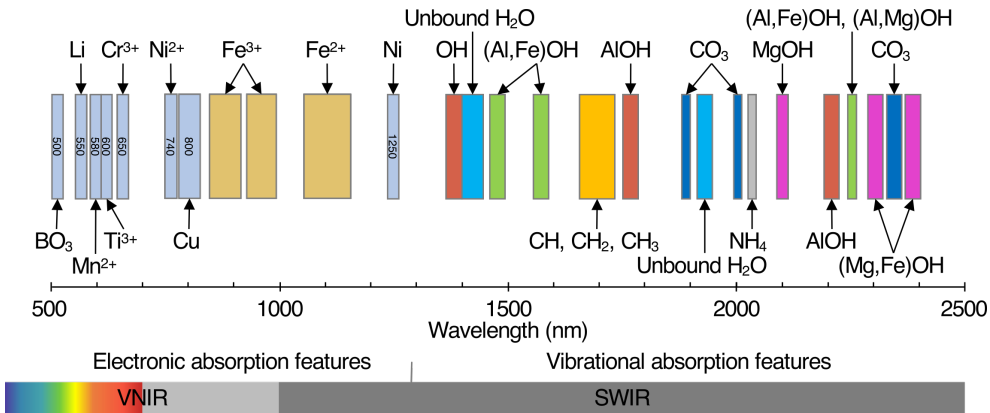 Unbound H₂O
(Al,Fe)OH, (Al,Mg)OH
Li Cr³⁺ Ni²⁺ Fe³⁺ Fe²⁺ Ni OH (Al,Fe)OH AlOH CO₃ MgOH CO₃
500 550 580 600 650 740 800 1250
BO₃ Ti³⁺ Cu CH, CH₂, CH₃ NH₄ AlOH
Mn²⁺ Unbound H₂O (Mg,Fe)OH
500 1000 1500 2000 2500
Wavelength (nm)
Electronic absorption features Vibrational absorption features
VNIR SWIR